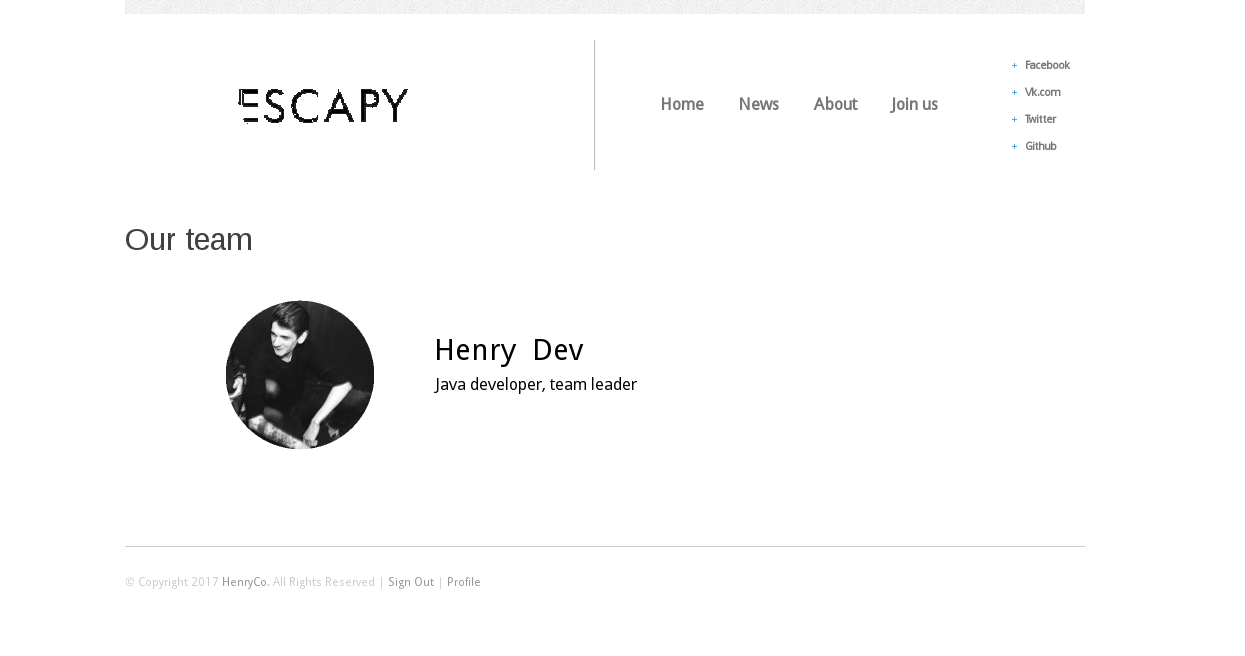 ESCAPY
Home News About Join us
Facebook
Vk.com
Twitter
Github
Our team
Henry Dev
Java developer, team leader
© Copyright 2017 HenryCo. All Rights Reserved | Sign Out | Profile